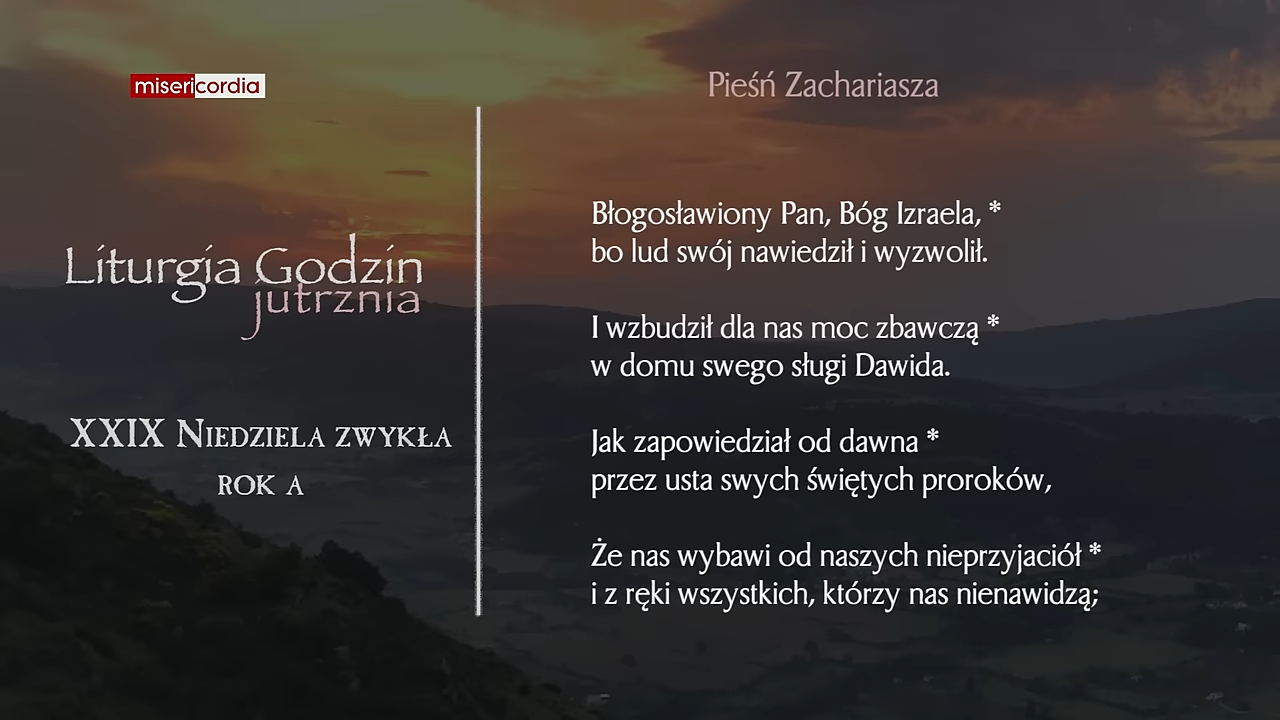 misericordia
Liturgia Godzin
jutrznia
XXIX Niedziela zwykła
rok A
Pieśń Zachariasza
Błogosławiony Pan, Bóg Izraela, *
bo lud swój nawiedził i wyzwolił.
I wzbudził dla nas moc zbawczą *
w domu swego sługi Dawida.
Jak zapowiedział od dawna *
przez usta swych świętych proroków,
Że nas wybawi od naszych nieprzyjaciół *
i z ręki wszystkich, którzy nas nienawidzą;